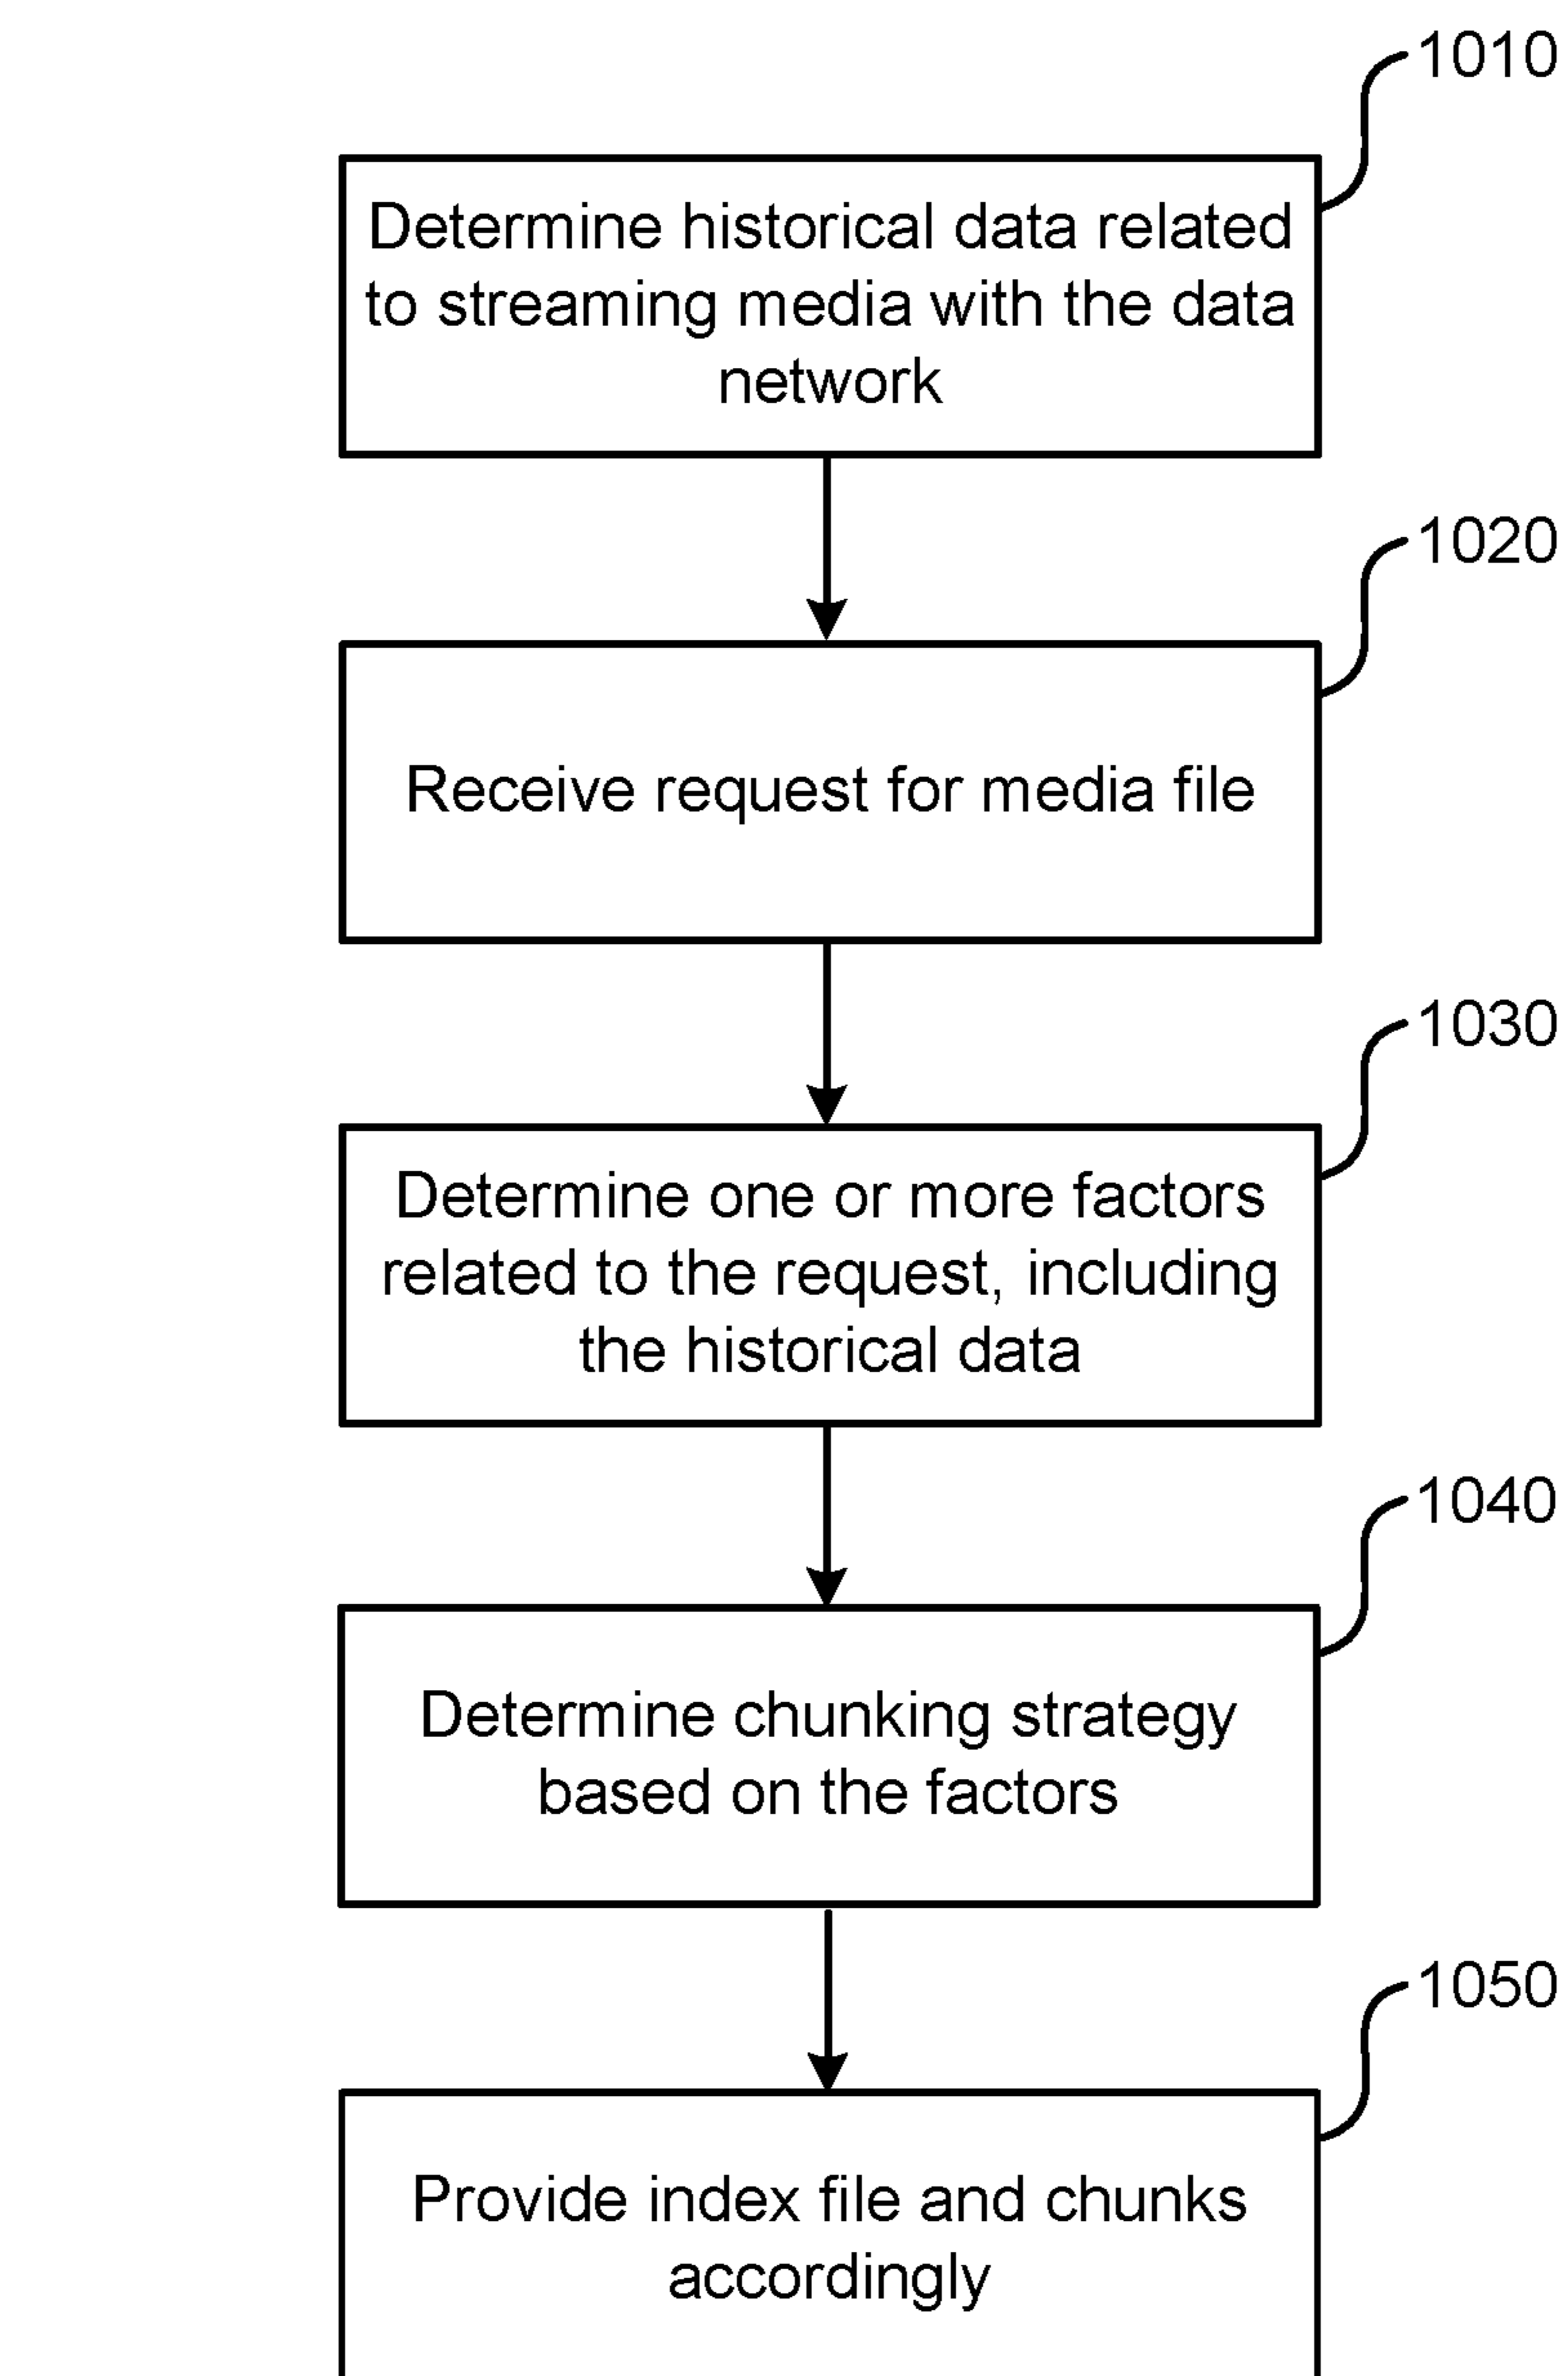 1010
Determine historical data related
to streaming media with the data
network
1020
Receive request for media file
1030
Determine one or more factors
related to the request, including
the historical data
1040
Determine chunking strategy
based on the factors
1050
Provide index file and chunks
accordingly